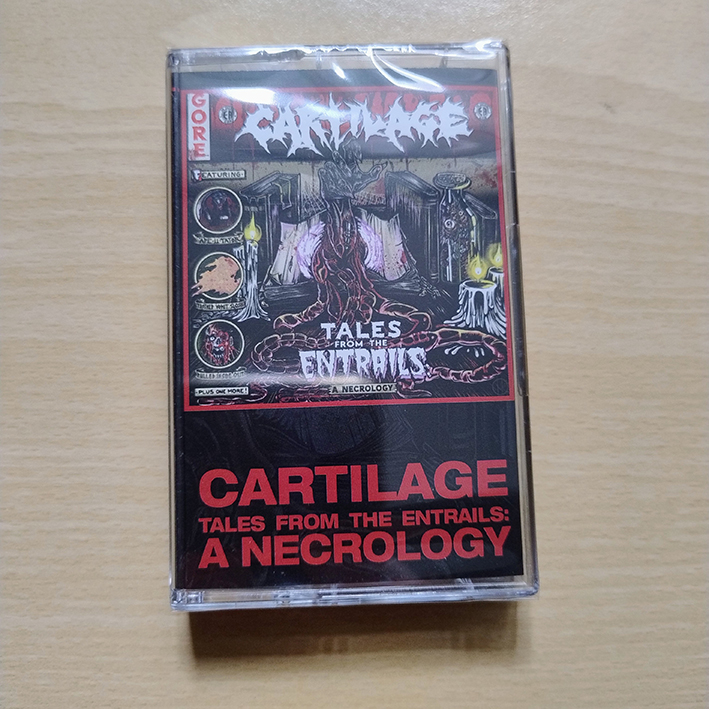 GORE
CARTILAGE
FEATURING:
TALES
FROM THE
ENTRAILS
A NECROLOGY
PLUS ONE MORE!
CARTILAGE
TALES FROM THE ENTRAILS:
A NECROLOGY